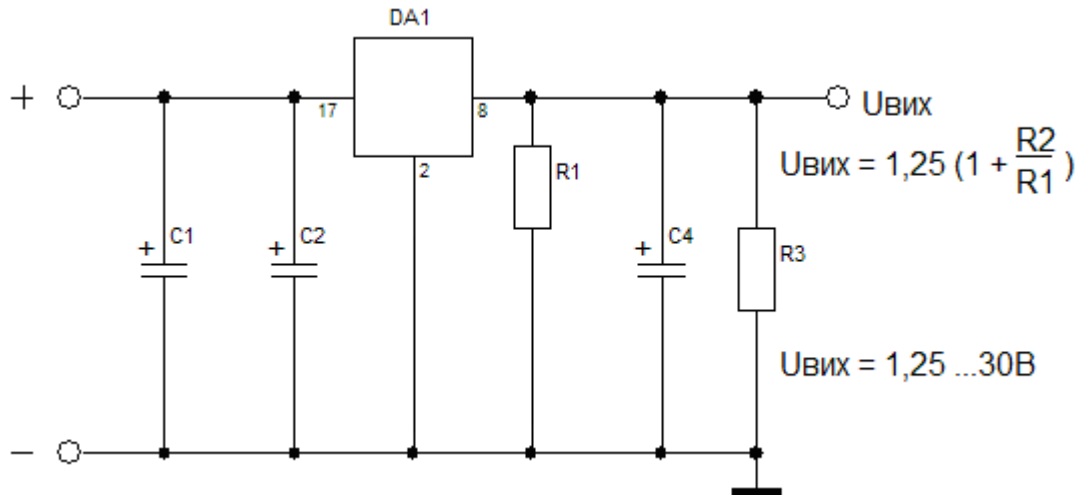 DA1
+
17
8
Uвих
2
R1
Uвих = 1,25 (1 + R2/R1)
+ C1
+ C2
+ C4
R3
Uвих = 1,25 ...30В
−